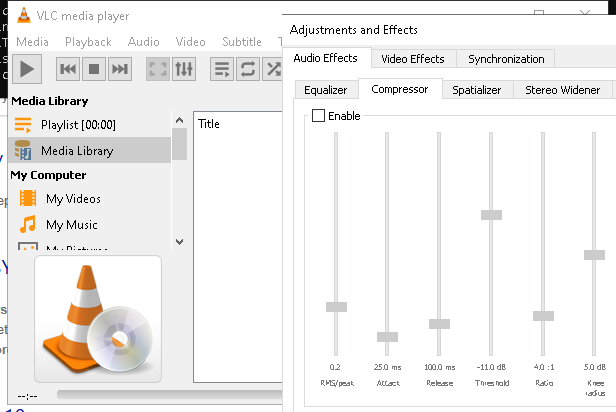 VLC media player
Media Playback Audio Video Subtitle
Media Library
Playlist [00:00]
Media Library
My Computer
My Videos
My Music
My Pictures
Title
--:--
Adjustments and Effects
Audio Effects Video Effects Synchronization
Equalizer Compressor Spatializer Stereo Widener
Enable
0.2 25.0 ms 100.0 ms -11.0 dB 4.0 :1 5.0 dB
RMS/peak Attack Release Threshold Ratio Knee
radius